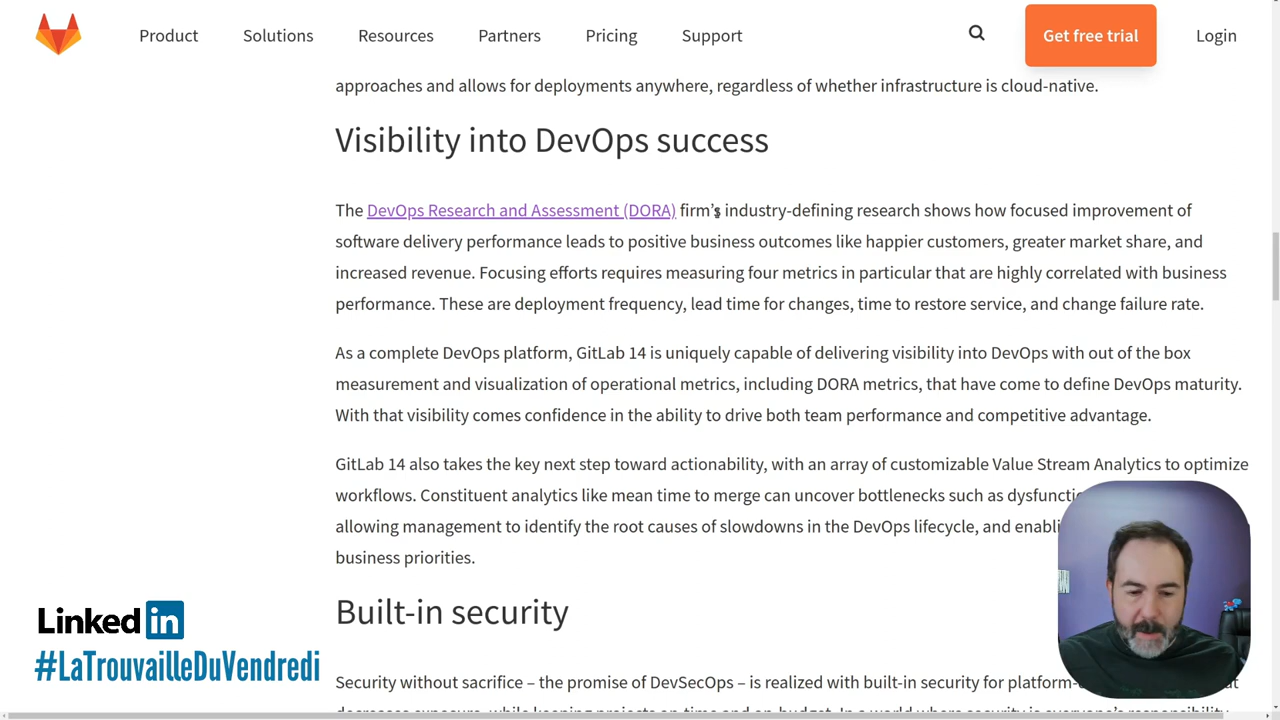 Product Solutions Resources Partners Pricing Support Get free trial Login
approaches and allows for deployments anywhere, regardless of whether infrastructure is cloud-native.
Visibility into DevOps success
The DevOps Research and Assessment (DORA) firm's industry-defining research shows how focused improvement of
software delivery performance leads to positive business outcomes like happier customers, greater market share, and
increased revenue. Focusing efforts requires measuring four metrics in particular that are highly correlated with business
performance. These are deployment frequency, lead time for changes, time to restore service, and change failure rate.
As a complete DevOps platform, GitLab 14 is uniquely capable of delivering visibility into DevOps with out of the box
measurement and visualization of operational metrics, including DORA metrics, that have come to define DevOps maturity.
With that visibility comes confidence in the ability to drive both team performance and competitive advantage.
GitLab 14 also takes the key next step toward actionability, with an array of customizable Value Stream Analytics to optimize
workflows. Constituent analytics like mean time to merge can uncover bottlenecks such as
allowing management to identify the root causes of slowdowns in the DevOps lifecycle, and
business priorities.
Built-in security
Security without sacrifice – the promise of DevSecOps – is realized with built-in security for
LinkedIn
#LaTrouvailleDuVendredi